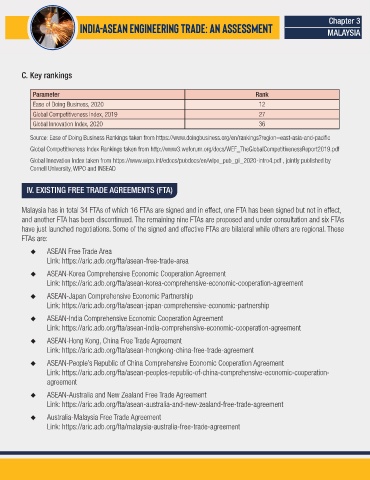 INDIA-ASEAN ENGINEERING TRADE: AN ASSESSMENT
Chapter 3
MALAYSIA
C. Key rankings
Parameter Rank
Ease of Doing Business, 2020 12
Global Competitiveness Index, 2019 27
Global Innovation Index, 2020 36
Source: Ease of Doing Business Rankings taken from https://www.doingbusiness.org/en/rankings?region=east-asia-and-pacific
Global Competitiveness Index Rankings taken from http://www3.weforum.org/docs/WEF_TheGlobalCompetitivenessReport2019.pdf
Global Innovation Index taken from https://www.wipo.int/edocs/pubdocs/en/wipo_pub_gii_2020-intro4.pdf , jointly published by
Cornell University, WIPO and INSEAD
IV. EXISTING FREE TRADE AGREEMENTS (FTA)
Malaysia has in total 34 FTAs of which 16 FTAs are signed and in effect, one FTA has been signed but not in effect,
and another FTA has been discontinued. The remaining nine FTAs are proposed and under consultation and six FTAs
have just launched negotiations. Some of the signed and effective FTAs are bilateral while others are regional. These
FTAs are:
◆ ASEAN Free Trade Area
Link: https://aric.adb.org/fta/asean-free-trade-area
◆ ASEAN-Korea Comprehensive Economic Cooperation Agreement
Link: https://aric.adb.org/fta/asean-korea-comprehensive-economic-cooperation-agreement
◆ ASEAN-Japan Comprehensive Economic Partnership
Link: https://aric.adb.org/fta/asean-japan-comprehensive-economic-partnership
◆ ASEAN-India Comprehensive Economic Cooperation Agreement
Link: https://aric.adb.org/fta/asean-india-comprehensive-economic-cooperation-agreement
◆ ASEAN-Hong Kong, China Free Trade Agreement
Link: https://aric.adb.org/fta/asean-hongkong-china-free-trade-agreement
◆ ASEAN-People's Republic of China Comprehensive Economic Cooperation Agreement
Link: https://aric.adb.org/fta/asean-peoples-republic-of-china-comprehensive-economic-cooperation-
agreement
◆ ASEAN-Australia and New Zealand Free Trade Agreement
Link: https://aric.adb.org/fta/asean-australia-and-new-zealand-free-trade-agreement
◆ Australia-Malaysia Free Trade Agreement
Link: https://aric.adb.org/fta/malaysia-australia-free-trade-agreement